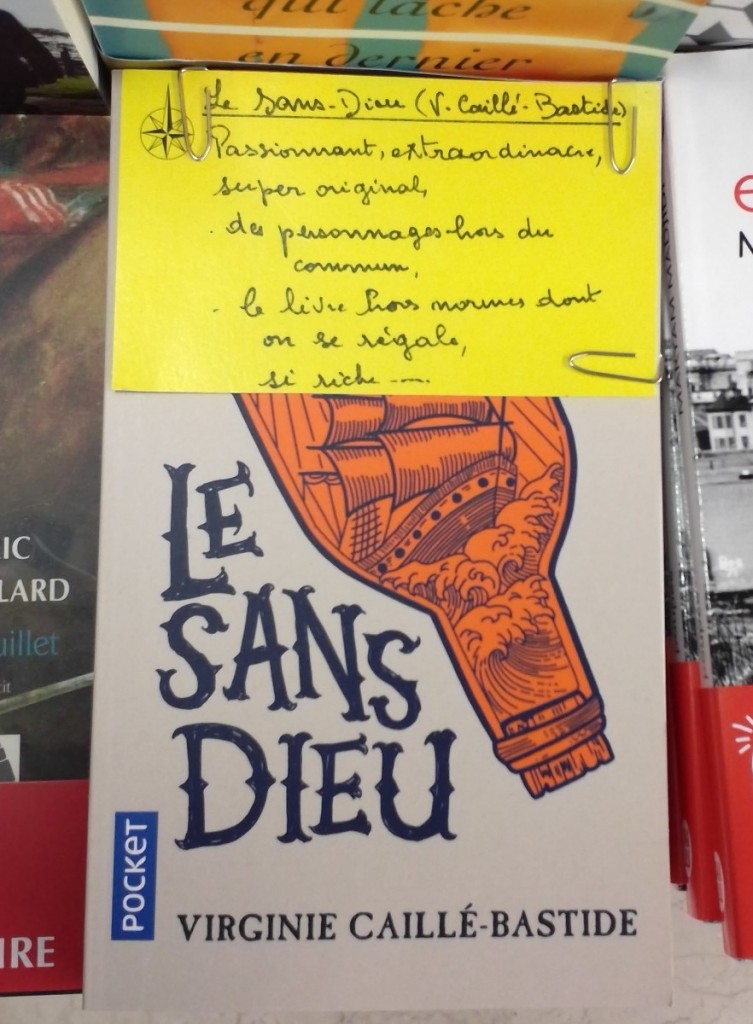 qui lâche
en dernier
Le Sans-Dieu (V. Caillé-Bastide)
Passionnant, extraordinaire,
super original,
. des personnages hors du
commun,
- le livre hors normes dont
on se régale,
si riche ----.
LE
SANS
DIEU
POCKET
VIRGINIE CAILLÉ-BASTIDE
RIC
LARD
uillet
cit
IRE
e
N